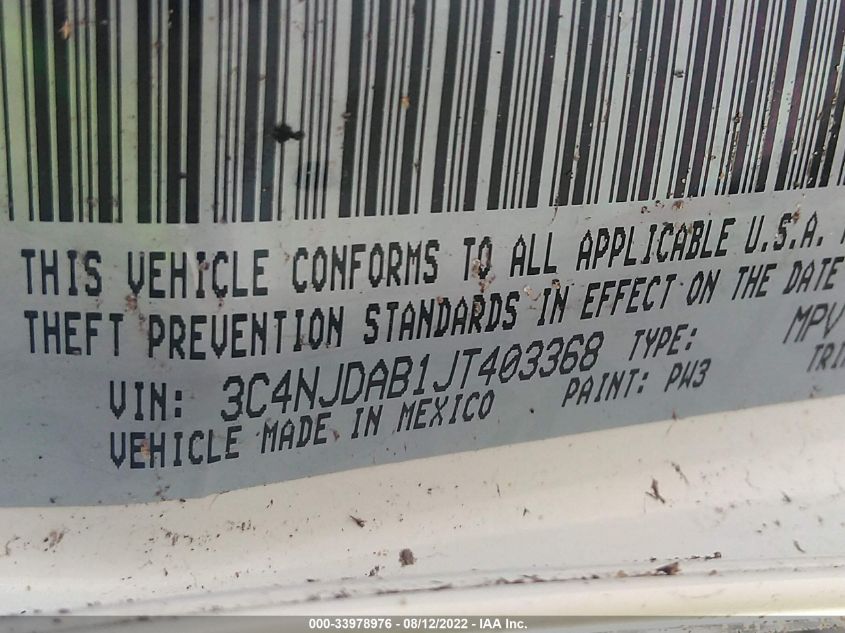 THIS VEHICLE CONFORMS TO ALL APPLICABLE U.S.A.
THEFT PREVENTION STANDARDS IN EFFECT ON THE DATE
VIN: 3C4NJDAB1JT403368 TYPE: MPV
VEHICLE MADE IN MEXICO PAINT: PW3
000-33978976 - 08/12/2022 - IAA Inc.